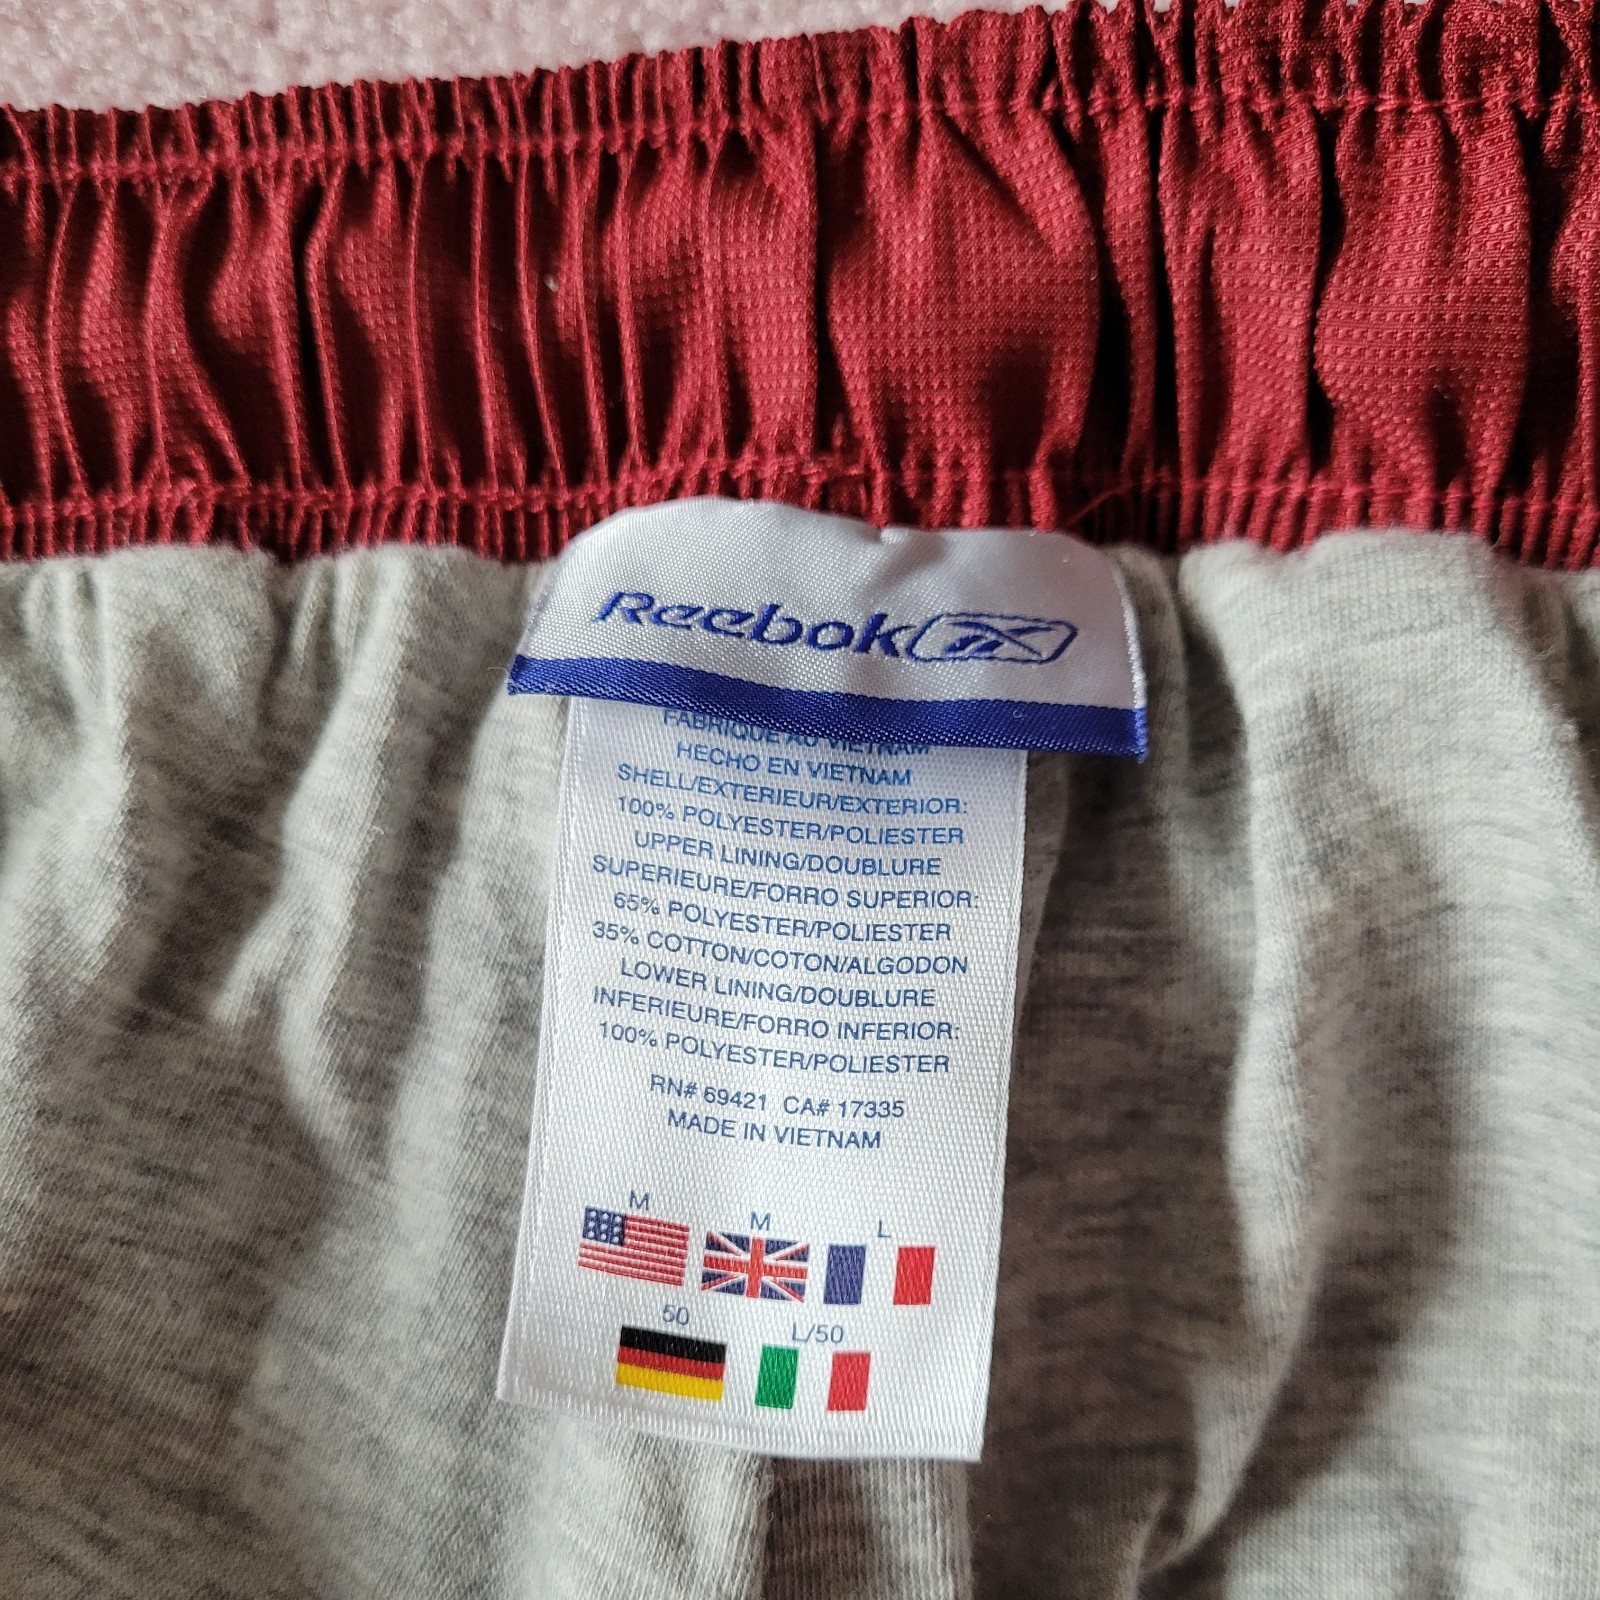 Reebok
FABRIQUE AU VIETNAM
HECHO EN VIETNAM
SHELL/EXTERIEUR/EXTERIOR:
100% POLYESTER/POLIESTER
UPPER LINING/DOUBLURE
SUPERIEURE/FORRO SUPERIOR:
65% POLYESTER/POLIESTER
35% COTTON/COTON/ALGODON
LOWER LINING/DOUBLURE
INFERIEURE/FORRO INFERIOR:
100% POLYESTER/POLIESTER
RN# 69421 CA# 17335
MADE IN VIETNAM
M M L
50 L/50